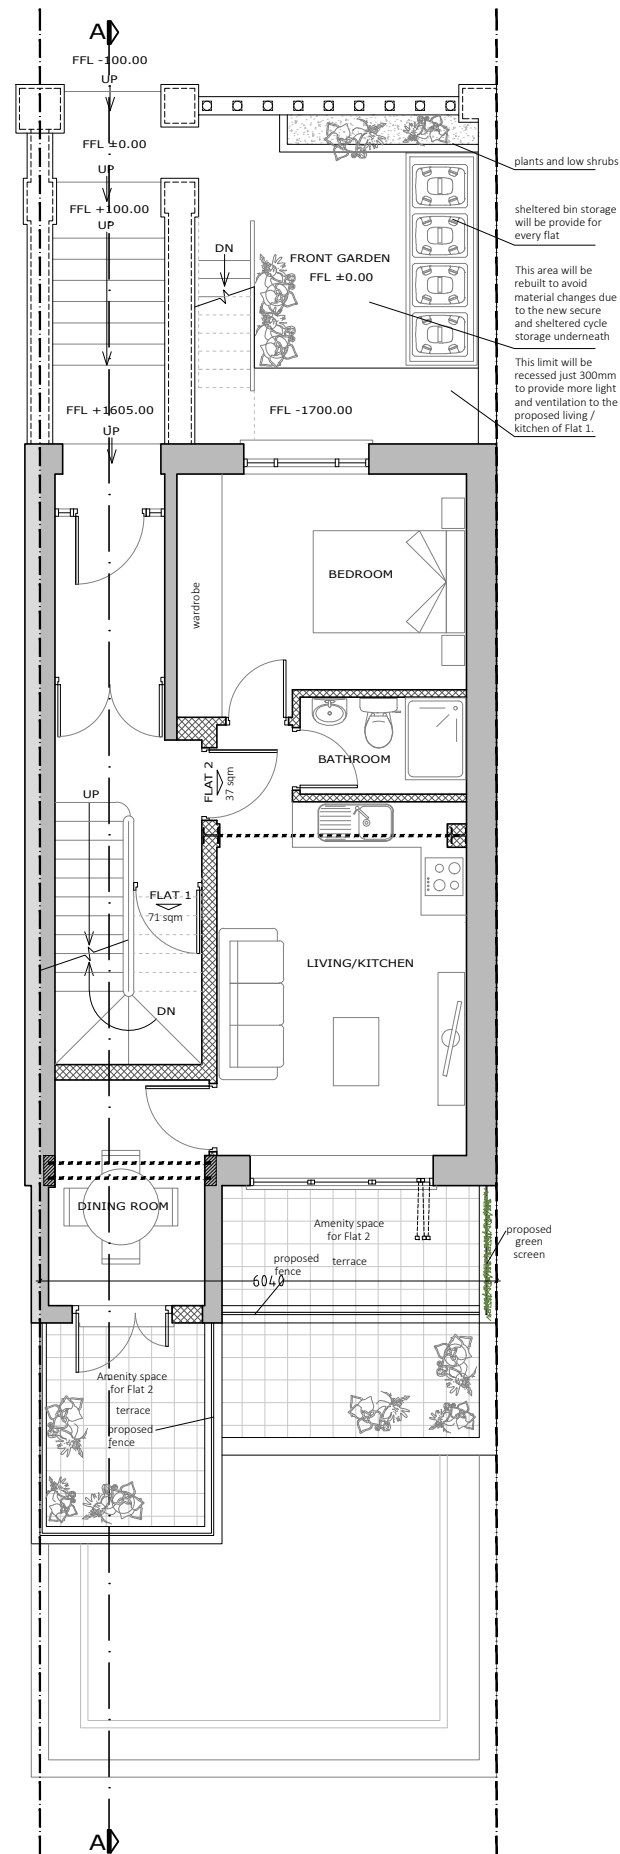 A
FFL -100.00
UP
FFL ±0.00
UP
FFL +100.00
UP
plants and low shrubs
sheltered bin storage
will be provide for
every flat
DN
FRONT GARDEN
FFL ±0.00
This area will be
rebuilt to avoid
material changes due
to the new secure
and sheltered cycle
storage underneath
This limit will be
recessed just 300mm
to provide more light
and ventilation to the
proposed living /
kitchen of Flat 1.
FFL +1605.00
FFL -1700.00
UP
BEDROOM
wardrobe
BATHROOM
FLAT 2
37 sqm
UP
FLAT 1
71 sqm
LIVING/KITCHEN
DN
DINING ROOM
Amenity space
for Flat 2
terrace
proposed
fence
proposed
green
screen
6040
Amenity space
for Flat 2
terrace
proposed
fence
A